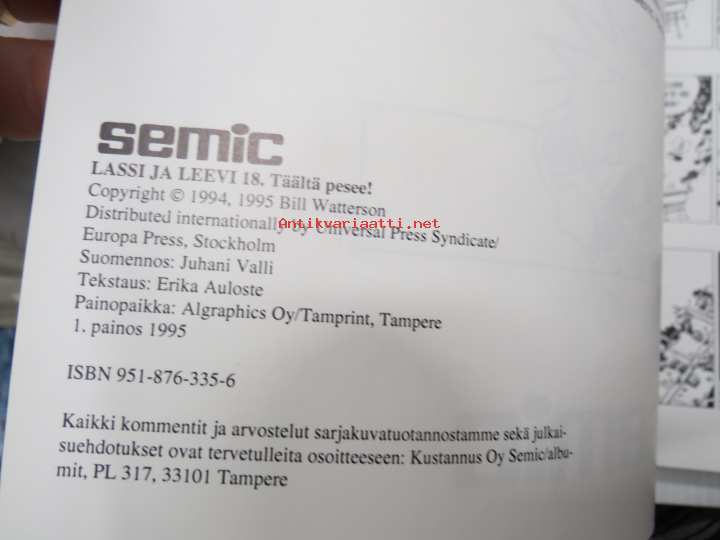 semic
LASSI JA LEEVI 18. Täältä pesee!
Copyright © 1994, 1995 Bill Watterson
Distributed internationally by Universal Press Syndicate/
Antikvariaatti.net
Europa Press, Stockholm
Suomennos: Juhani Valli
Tekstaus: Erika Auloste
Painopaikka: Algraphics Oy/Tamprint, Tampere
1. painos 1995
ISBN 951-876-335-6
Kaikki kommentit ja arvostelut sarjakuvatuotannostamme sekä julkai-
suehdotukset ovat tervetulleita osoitteeseen: Kustannus Oy Semic/albu-
mit, PL 317, 33101 Tampere